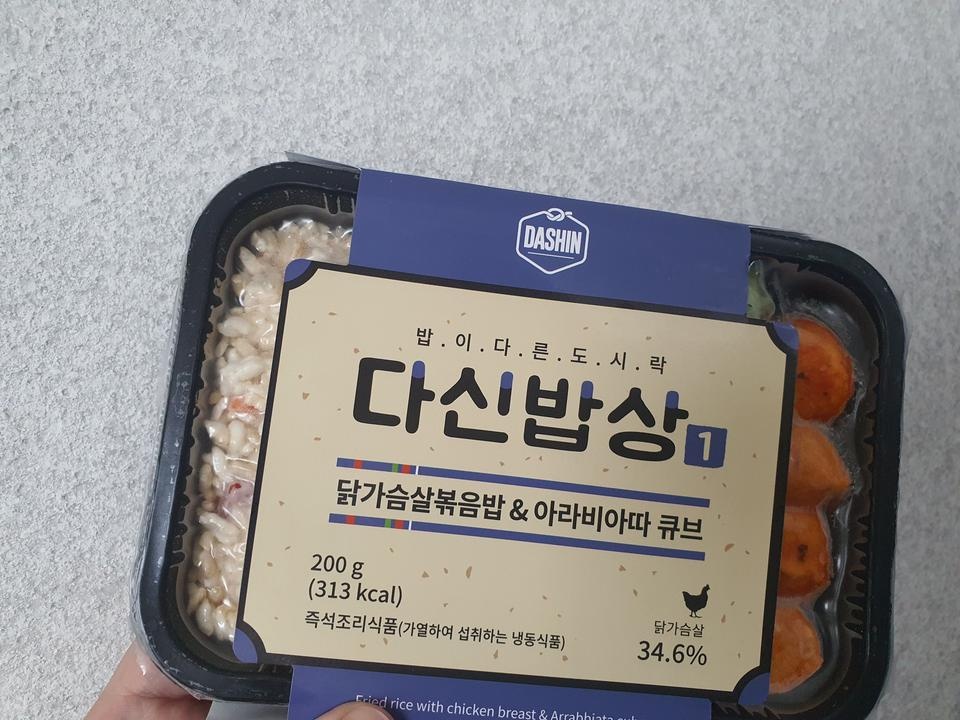 DASHIN
밥.이.다.른.도.시.락
다신밥상 1
닭가슴살볶음밥 & 아라비아따 큐브
200 g
(313 kcal)
즉석조리식품(가열하여 섭취하는 냉동식품)
닭가슴살
34.6%
Fried rice with chicken breast & Arrabbiata